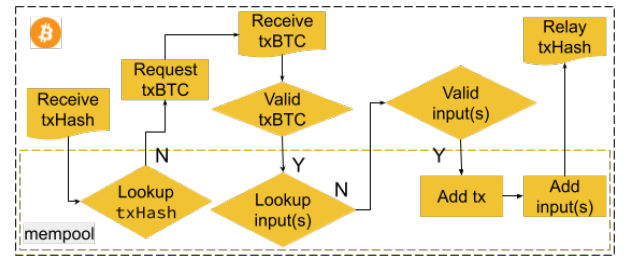 Receive
txHash
Lookup
txHash
N
Request
txBTC
Receive
txBTC
Valid
txBTC
Y
Lookup
input(s)
N
Valid
input(s)
Y
Add tx
Add
input(s)
Relay
txHash
mempool